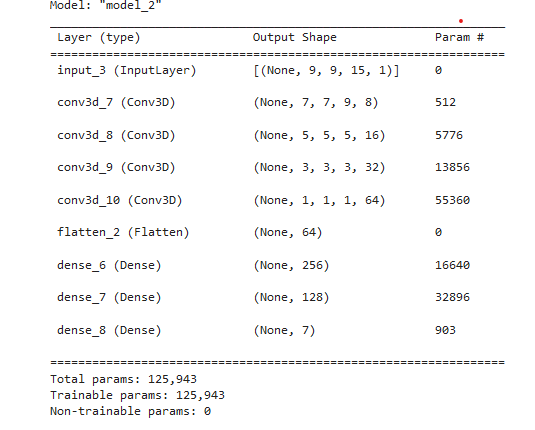 Model: "model_2"
Layer (type) Output Shape Param #
input_3 (InputLayer) [(None, 9, 9, 15, 1)] 0
conv3d_7 (Conv3D) (None, 7, 7, 9, 8) 512
conv3d_8 (Conv3D) (None, 5, 5, 5, 16) 5776
conv3d_9 (Conv3D) (None, 3, 3, 3, 32) 13856
conv3d_10 (Conv3D) (None, 1, 1, 1, 64) 55360
flatten_2 (Flatten) (None, 64) 0
dense_6 (Dense) (None, 256) 16640
dense_7 (Dense) (None, 128) 32896
dense_8 (Dense) (None, 7) 903
Total params: 125,943
Trainable params: 125,943
Non-trainable params: 0